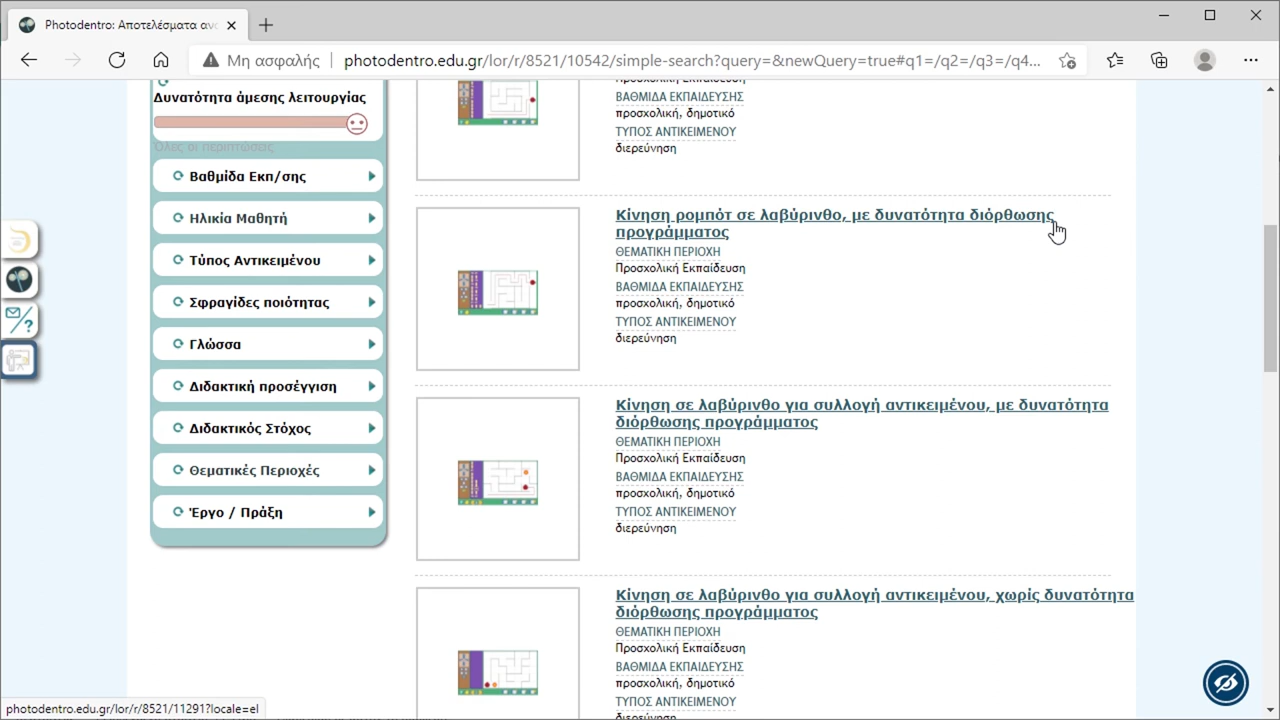 Photodentro: Αποτελέσματα ανα
Μη ασφαλής
photodentro.edu.gr/lor/r/8521/10542/simple-search?query=&newQuery=true#q1=/q2=/q3=/q4...
Δυνατότητα άμεσης λειτουργίας
Όλες οι περιπτώσεις
Βαθμίδα Εκπ/σης
Ηλικία Μαθητή
Τύπος Αντικειμένου
Σφραγίδες ποιότητας
Γλώσσα
Διδακτική προσέγγιση
Διδακτικός Στόχος
Θεματικές Περιοχές
Έργο / Πράξη
Προσχολική Εκπαίδευση
ΒΑΘΜΙΔΑ ΕΚΠΑΙΔΕΥΣΗΣ
προσχολική, δημοτικό
ΤΥΠΟΣ ΑΝΤΙΚΕΙΜΕΝΟΥ
διερεύνηση
Κίνηση ρομπότ σε λαβύρινθο, με δυνατότητα διόρθωσης
προγράμματος
ΘΕΜΑΤΙΚΗ ΠΕΡΙΟΧΗ
Προσχολική Εκπαίδευση
ΒΑΘΜΙΔΑ ΕΚΠΑΙΔΕΥΣΗΣ
προσχολική, δημοτικό
ΤΥΠΟΣ ΑΝΤΙΚΕΙΜΕΝΟΥ
διερεύνηση
Κίνηση σε λαβύρινθο για συλλογή αντικειμένου, με δυνατότητα
διόρθωσης προγράμματος
ΘΕΜΑΤΙΚΗ ΠΕΡΙΟΧΗ
Προσχολική Εκπαίδευση
ΒΑΘΜΙΔΑ ΕΚΠΑΙΔΕΥΣΗΣ
προσχολική, δημοτικό
ΤΥΠΟΣ ΑΝΤΙΚΕΙΜΕΝΟΥ
διερεύνηση
Κίνηση σε λαβύρινθο για συλλογή αντικειμένου, χωρίς δυνατότητα
διόρθωσης προγράμματος
ΘΕΜΑΤΙΚΗ ΠΕΡΙΟΧΗ
Προσχολική Εκπαίδευση
ΒΑΘΜΙΔΑ ΕΚΠΑΙΔΕΥΣΗΣ
προσχολική, δημοτικό
ΤΥΠΟΣ ΑΝΤΙΚΕΙΜΕΝΟΥ
διερεύνηση
photodentro.edu.gr/lor/r/8521/11291?locale=el